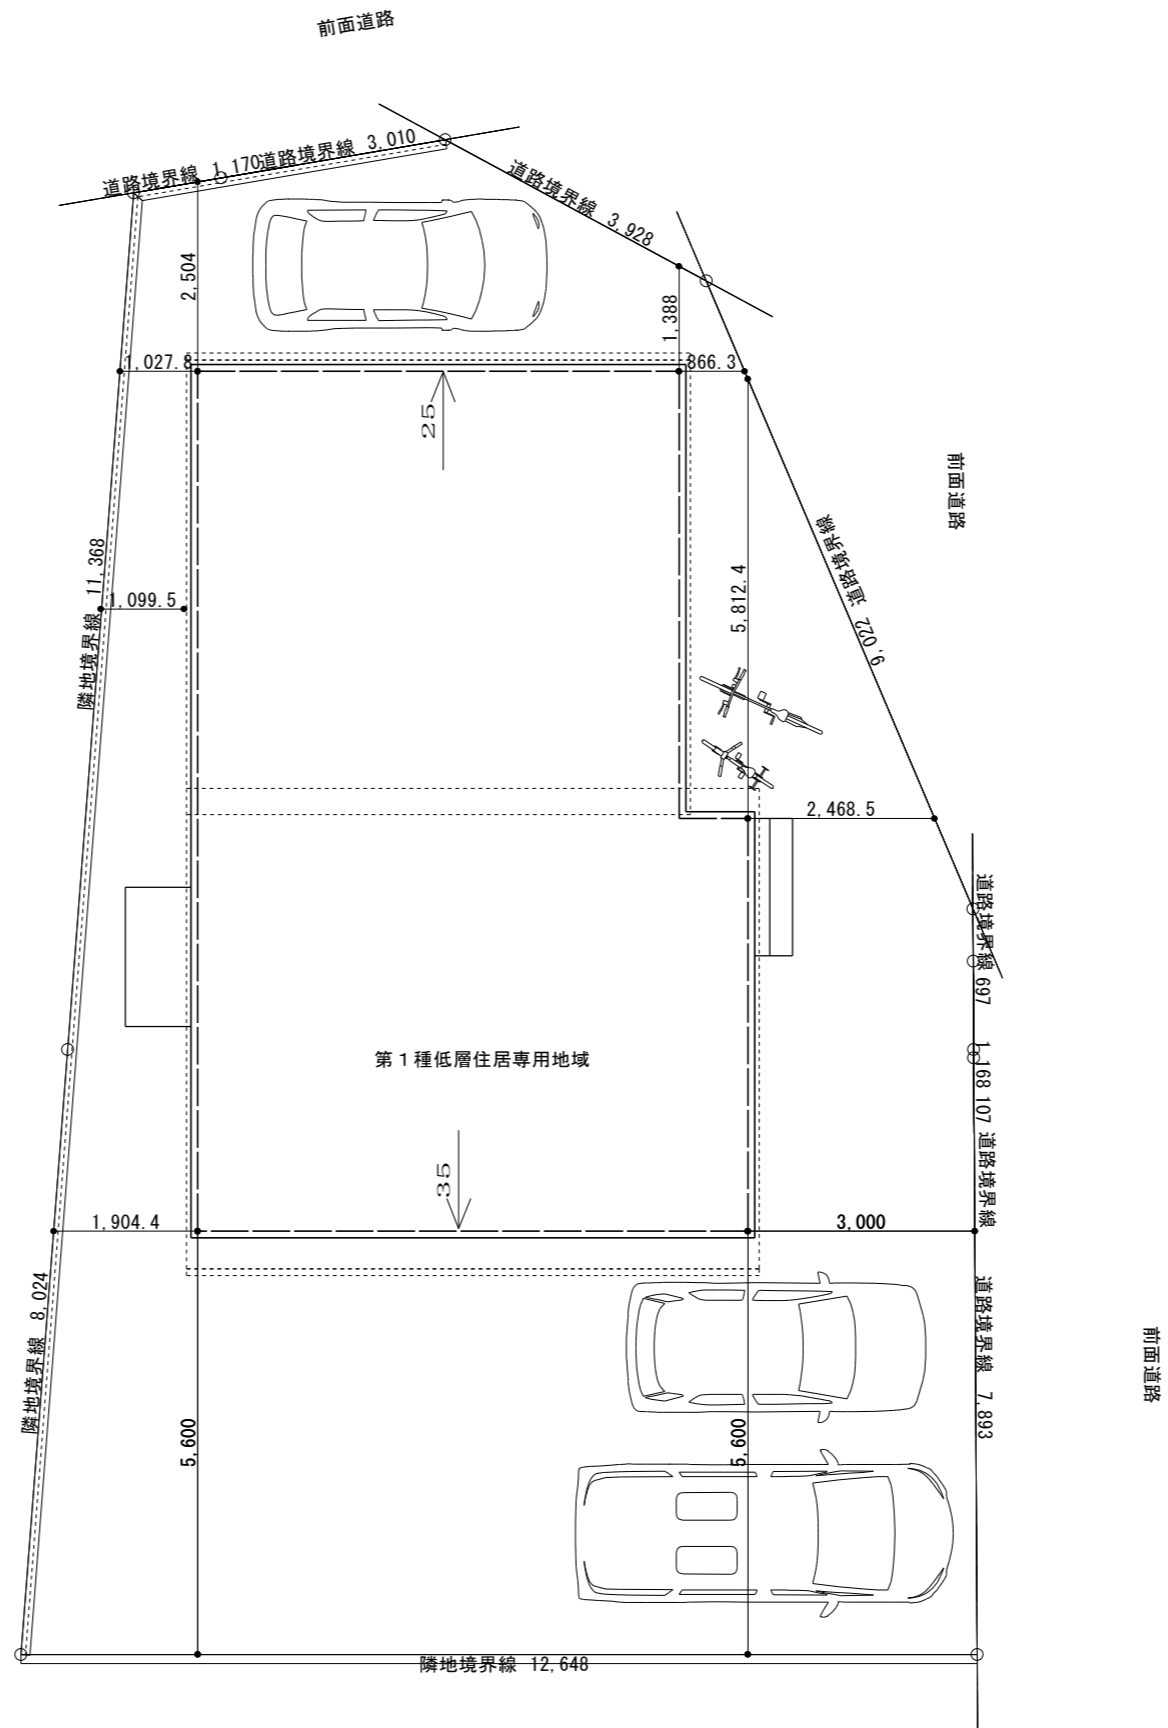 前面道路
道路境界線 1,170
道路境界線 3,010
道路境界線 3,928
2,504
1,388
1,027.8
866.3
25
前面道路
道路境界線 9,022
5,812.4
隣地境界線 11,368
1,099.5
2,468.5
道路境界線 697
1,168
107 道路境界線
第1種低層住居専用地域
35
1,904.4
3,000
隣地境界線 8,024
道路境界線 7,893
前面道路
5,600
5,600
隣地境界線 12,648